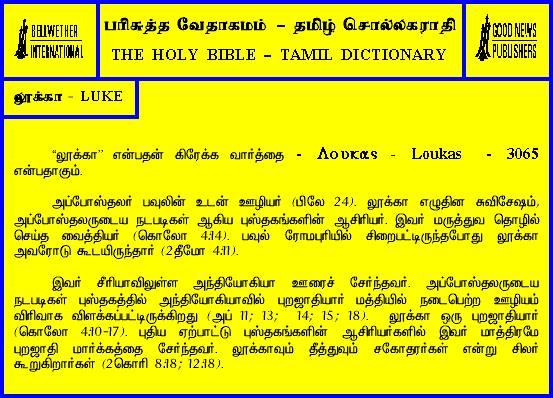 BELLWETHER
INTERNATIONAL
பரிசுத்த வேதாகமம் – தமிழ் சொல்லகராதி
THE HOLY BIBLE – TAMIL DICTIONARY
GOOD NEWS
PUBLISHERS
லூக்கா - LUKE
“லூக்கா” என்பதன் கிரேக்க வார்த்தை - Λουκας - Loukas - 3065
என்பதாகும்.
அப்போஸ்தலர் பவுலின் உடன் ஊழியர் (பிலே 24). லூக்கா எழுதின சுவிசேஷம்,
அப்போஸ்தலருடைய நடபடிகள் ஆகிய புஸ்தகங்களின் ஆசிரியர். இவர் மருத்துவ தொழில்
செய்த வைத்தியர் (கொலோ 4:14). பவுல் ரோமபுரியில் சிறைபட்டிருந்தபோது லூக்கா
அவரோடு கூடயிருந்தார் (2தீமோ 4:11).
இவர் சீரியாவிலுள்ள அந்தியோகியா ஊரைச் சேர்ந்தவர். அப்போஸ்தலருடைய
நடபடிகள் புஸ்தகத்தில் அந்தியோகியாவில் புறஜாதியார் மத்தியில் நடைபெற்ற ஊழியம்
விரிவாக விளக்கப்பட்டிருக்கிறது (அப் 11; 13; 14; 15; 18). லூக்கா ஒரு புறஜாதியார்
(கொலோ 4:10-17). புதிய ஏற்பாட்டு புஸ்தகங்களின் ஆசிரியர்களில் இவர் மாத்திரமே
புறஜாதி மார்க்கத்தை சேர்ந்தவர். லூக்காவும் தீத்துவும் சகோதரர்கள் என்று சிலர்
கூறுகிறார்கள் (2கொரி 8:18; 12:18).